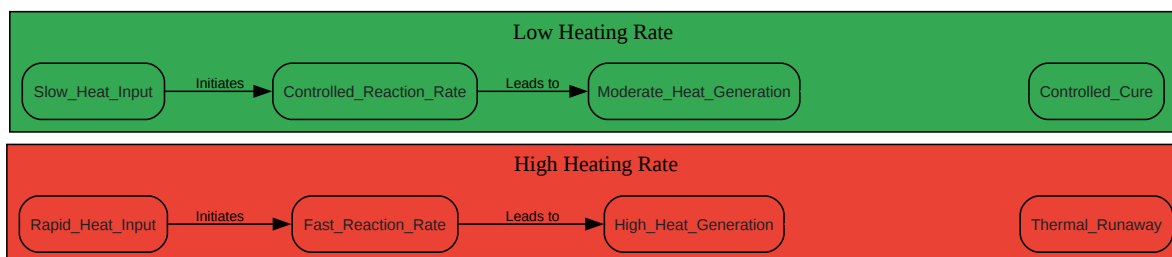 Low Heating Rate
Slow_Heat_Input
Initiates
Controlled_Reaction_Rate
Leads to
Moderate_Heat_Generation
Controlled_Cure
High Heating Rate
Rapid_Heat_Input
Initiates
Fast_Reaction_Rate
Leads to
High_Heat_Generation
Thermal_Runaway